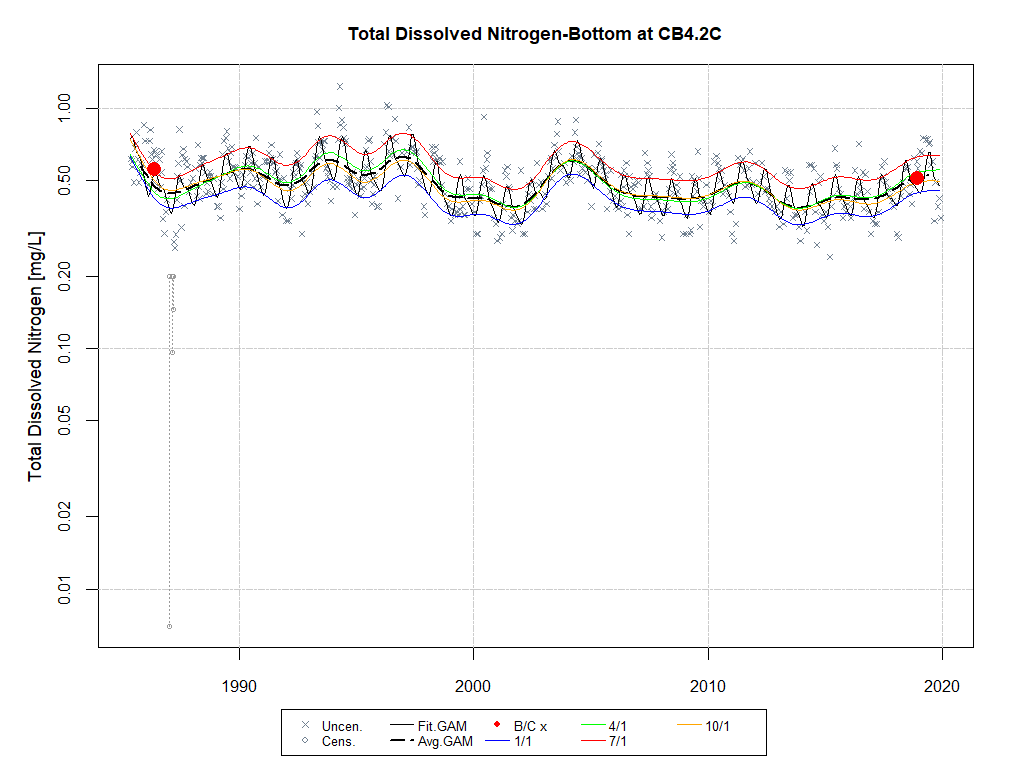 Total Dissolved Nitrogen-Bottom at CB4.2C
Total Dissolved Nitrogen [mg/L]
1.00
0.50
0.20
0.10
0.05
0.02
0.01
1990 2000 2010 2020
Uncen. Fit.GAM B/C x 4/1 10/1
Cens. Avg.GAM 1/1 7/1